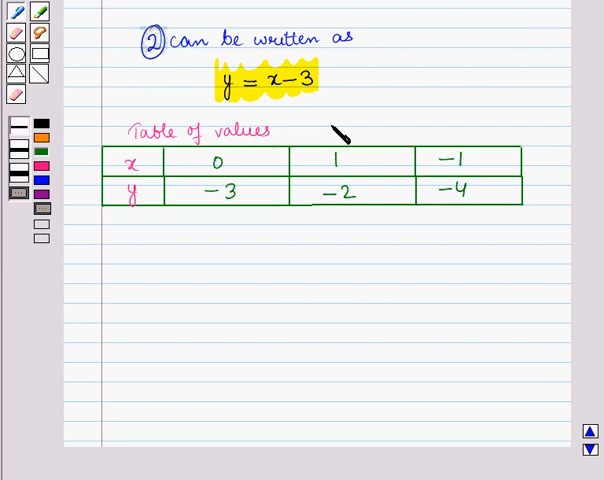 ② can be written as
y = x - 3
Table of values
x 0 1 -1
y -3 -2 -4